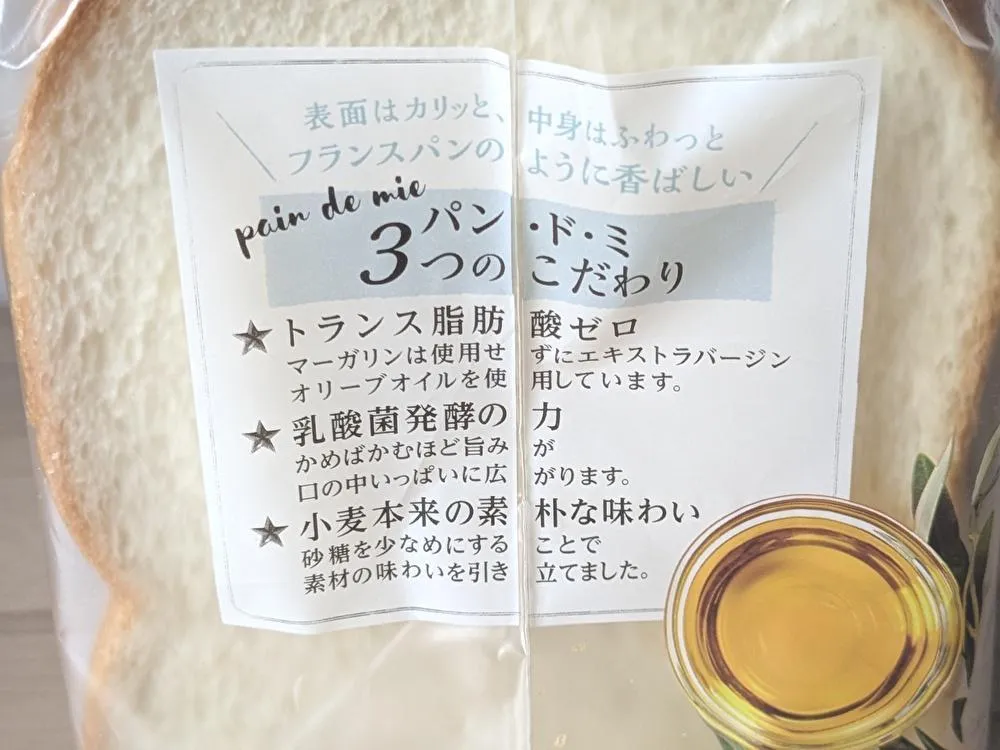 表面はカリッと、中身はふわっと
フランスパンのように香ばしい
pain de mie
パン・ド・ミ
3つのこだわり
★トランス脂肪酸ゼロ
マーガリンは使用せずにエキストラバージン
オリーブオイルを使用しています。
★乳酸菌発酵の力
かめばかむほど旨みが
口の中いっぱいに広がります。
★小麦本来の素朴な味わい
砂糖を少なめにすることで
素材の味わいを引き立てました。